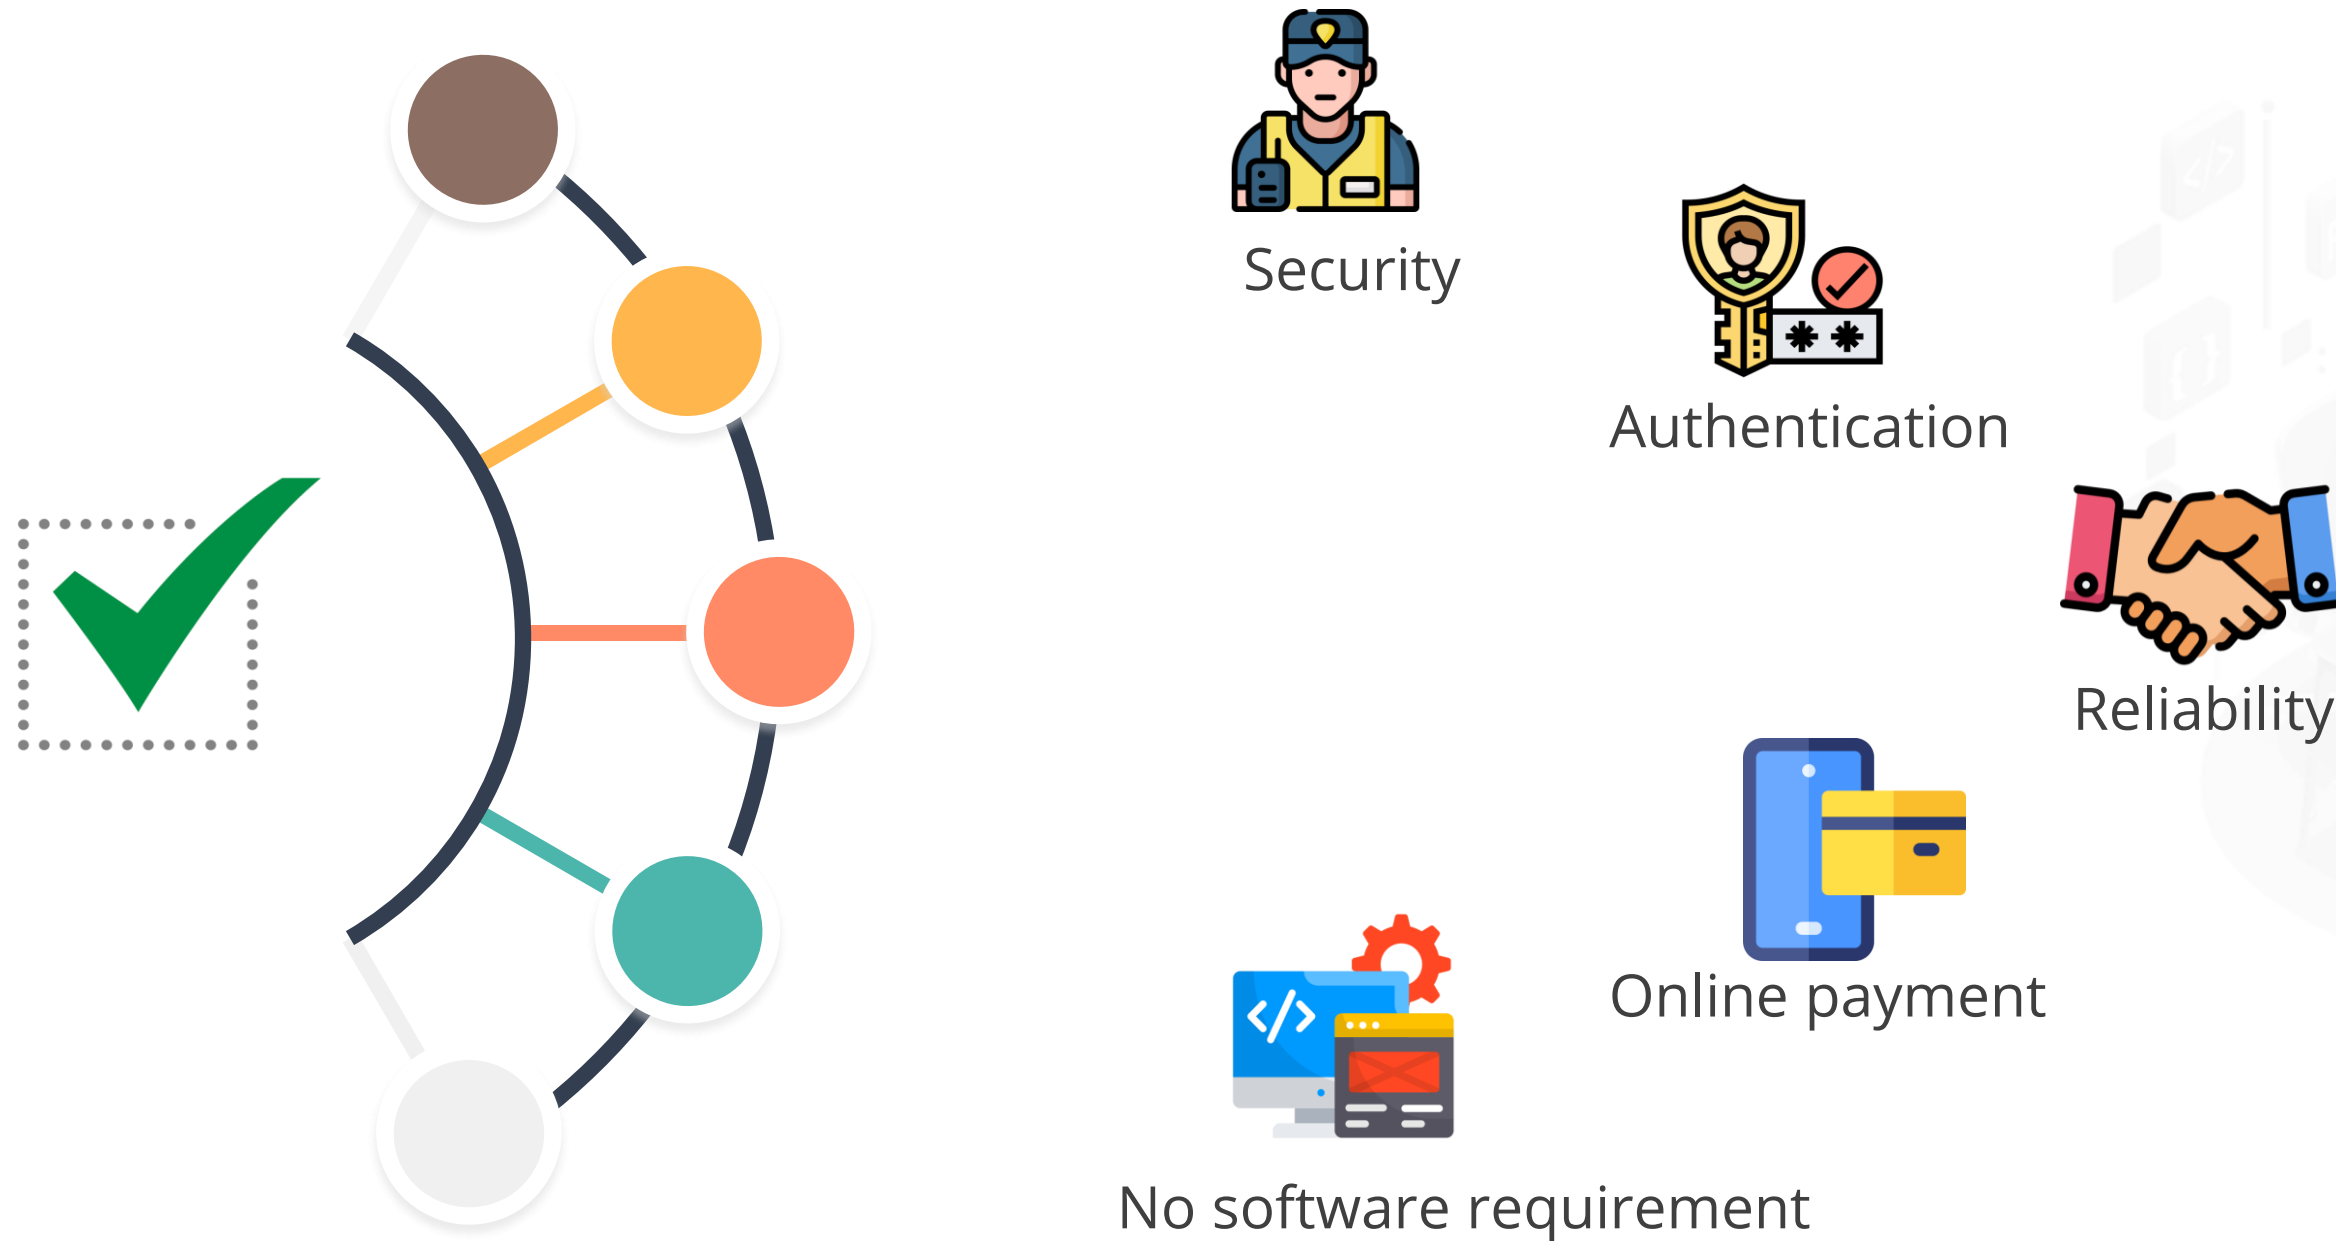 Security
Authentication
Reliability
Online payment
</>
No software requirement